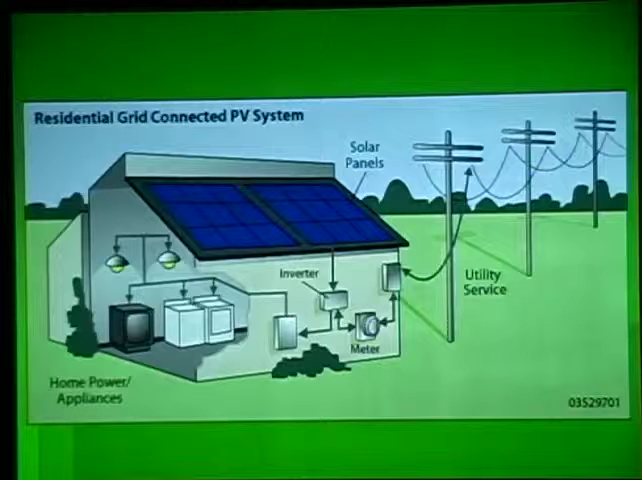 Residential Grid Connected PV System
Solar
Panels
Inverter
Utility
Service
Meter
Home Power/
Appliances
03529701